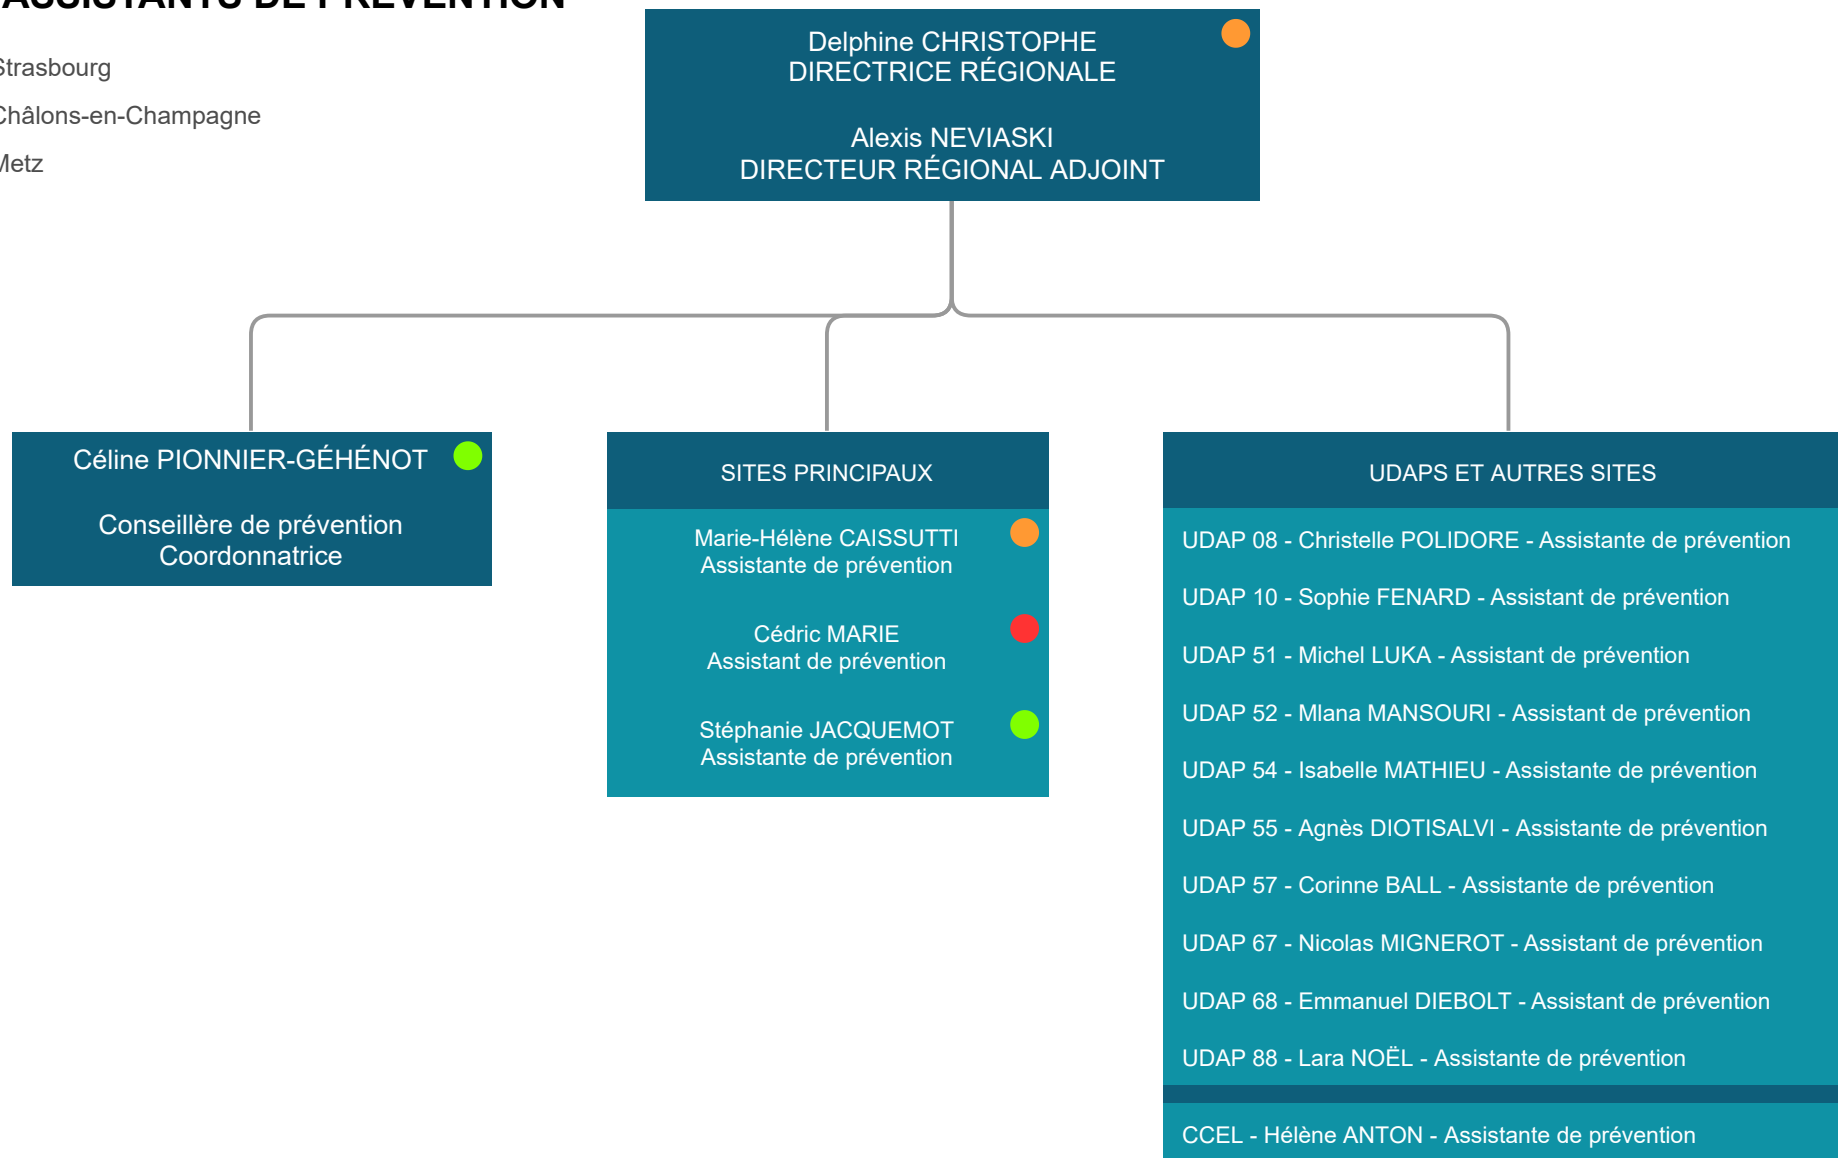 ASSISTANTS DE PRÉVENTION
Strasbourg
Châlons-en-Champagne
Metz
Delphine CHRISTOPHE
DIRECTRICE RÉGIONALE
Alexis NEVIASKI
DIRECTEUR RÉGIONAL ADJOINT
Céline PIONNIER-GÉHÉNOT
Conseillère de prévention
Coordonnatrice
SITES PRINCIPAUX
Marie-Hélène CAISSUTTI
Assistante de prévention
Cédric MARIE
Assistant de prévention
Stéphanie JACQUEMOT
Assistante de prévention
UDAPS ET AUTRES SITES
UDAP 08 - Christelle POLIDORE - Assistante de prévention
UDAP 10 - Sophie FENARD - Assistant de prévention
UDAP 51 - Michel LUKA - Assistant de prévention
UDAP 52 - Mlana MANSOURI - Assistant de prévention
UDAP 54 - Isabelle MATHIEU - Assistante de prévention
UDAP 55 - Agnès DIOTISALVI - Assistante de prévention
UDAP 57 - Corinne BALL - Assistante de prévention
UDAP 67 - Nicolas MIGNEROT - Assistant de prévention
UDAP 68 - Emmanuel DIEBOLT - Assistant de prévention
UDAP 88 - Lara NOËL - Assistante de prévention
CCEL - Hélène ANTON - Assistante de prévention